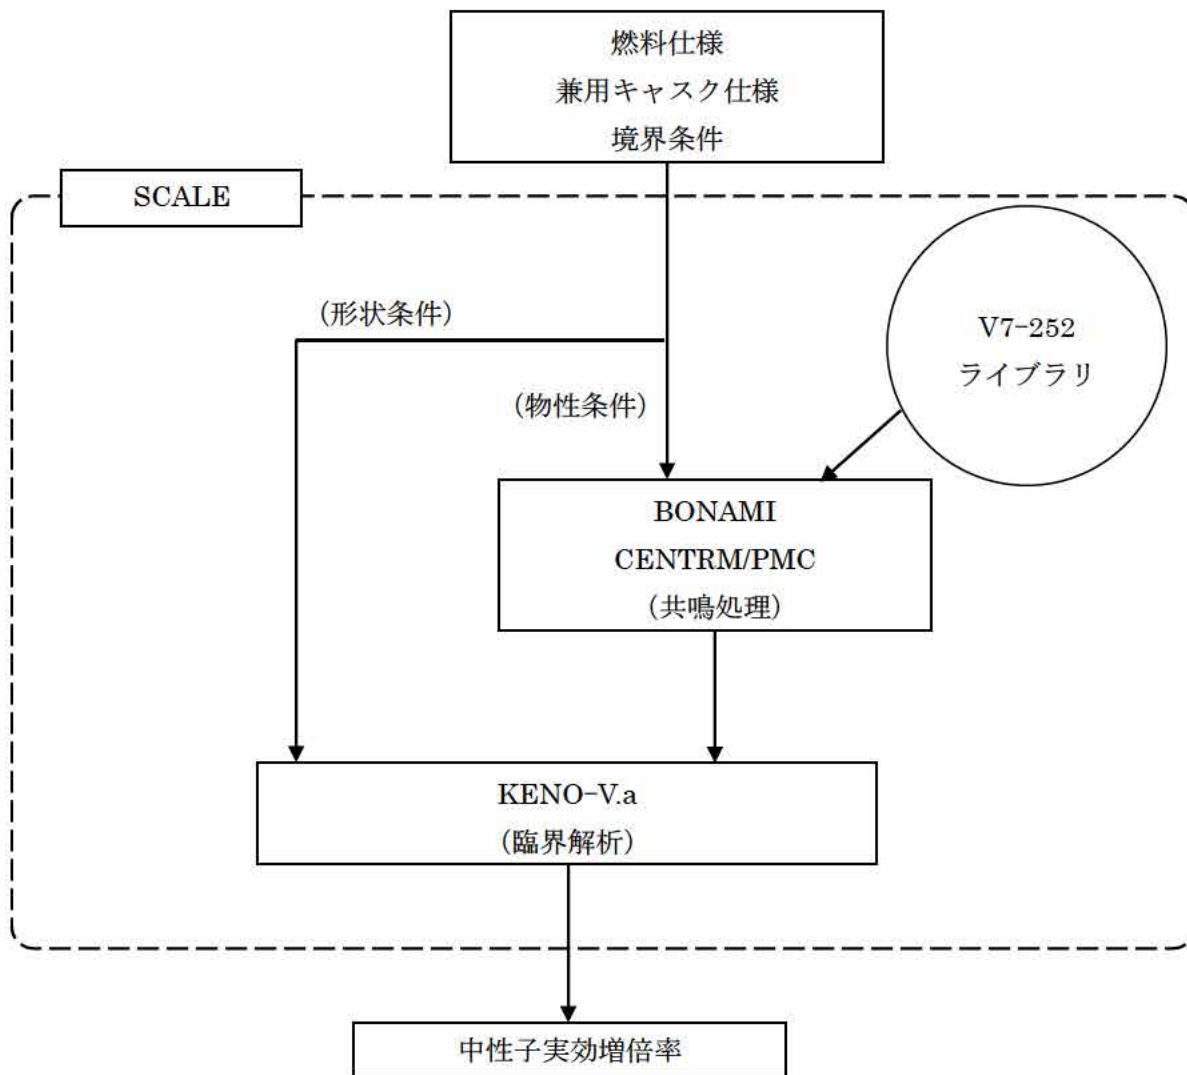 燃料仕様
兼用キャスク仕様
境界条件
SCALE
(形状条件)
V7-252
ライブラリ
(物性条件)
BONAMI
CENTRM/PMC
(共鳴処理)
KENO-V.a
(臨界解析)
中性子実効増倍率